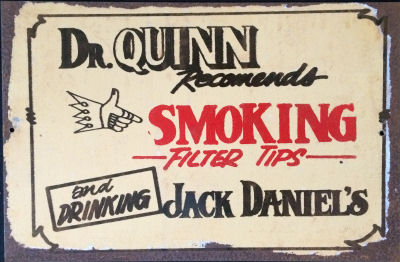 DR. QUINN
Recomends
SMOKING
FILTER TIPS
and
DRINKING JACK DANIEL'S